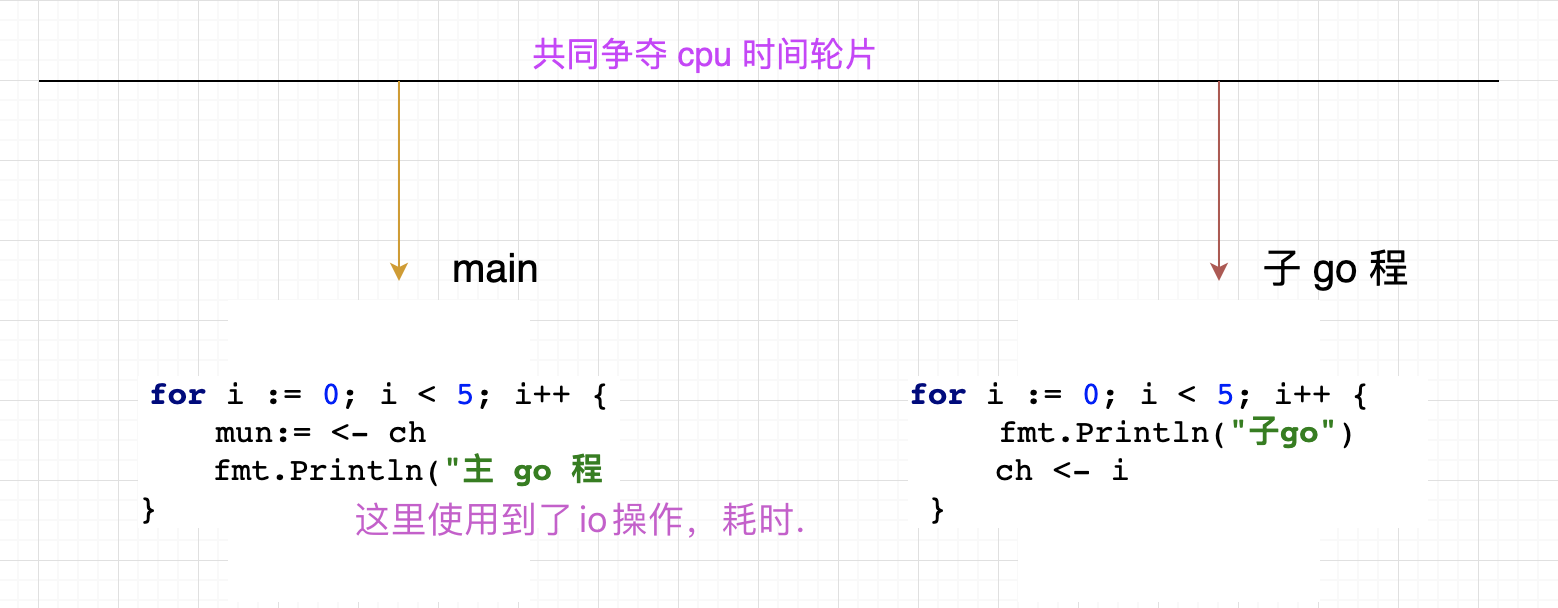 共同争夺 cpu 时间轮片
main
子 go 程
for i := 0; i < 5; i++ {
mun:= <- ch
fmt.Println("主 go 程
}
这里使用到了io操作，耗时.
for i := 0; i < 5; i++ {
fmt.Println("子go")
ch <- i
}